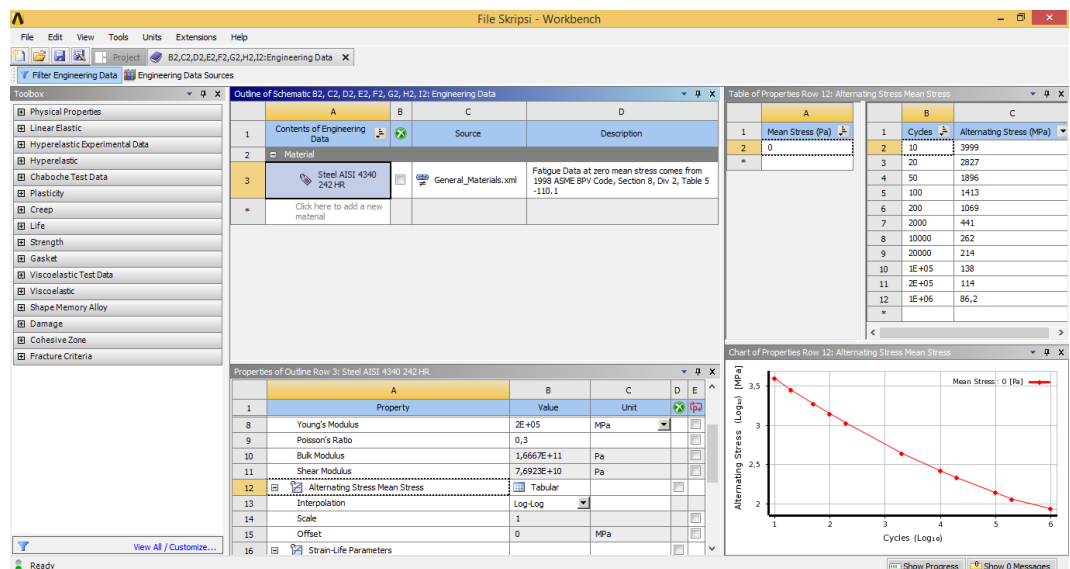 File Skripsi - Workbench
File Edit View Tools Units Extensions Help
Project B2,C2,D2,E2,F2,G2,H2,I2:Engineering Data
Filter Engineering Data Engineering Data Sources
Toolbox
Physical Properties
Linear Elastic
Hyperelastic Experimental Data
Hyperelastic
Chaboche Test Data
Plasticity
Creep
Life
Strength
Gasket
Viscoelastic Test Data
Viscoelastic
Shape Memory Alloy
Damage
Cohesive Zone
Fracture Criteria
View All / Customize...
Outline of Schematic B2, C2, D2, E2, F2, G2, H2, I2: Engineering Data
A B C D
1 Contents of Engineering Data Source Description
2 Material
3 Steel AISI 4340 242 HR General_Materials.xml Fatigue Data at zero mean stress comes from 1998 ASME BPV Code, Section 8, Div 2, Table 5 -110.1
* Click here to add a new material
Properties of Outline Row 3: Steel AISI 4340 242 HR
A B C D E
1 Property Value Unit
8 Young's Modulus 2E+05 MPa
9 Poisson's Ratio 0,3
10 Bulk Modulus 1,6667E+11 Pa
11 Shear Modulus 7,6923E+10 Pa
12 Alternating Stress Mean Stress Tabular
13 Interpolation Log-Log
14 Scale 1
15 Offset 0 MPa
16 Strain-Life Parameters
Table of Properties Row 12: Alternating Stress Mean Stress
A
1 Mean Stress (Pa)
2 0
*
B C
1 Cycles Alternating Stress (MPa)
2 10 3999
3 20 2827
4 50 1896
5 100 1413
6 200 1069
7 2000 441
8 10000 262
9 20000 214
10 1E+05 138
11 2E+05 114
12 1E+06 86,2
*
Chart of Properties Row 12: Alternating Stress Mean Stress
Mean Stress : 0 [Pa]
Alternating Stress (Log₁₀) [MPa]
3,5
3
2,5
2
1 2 3 4 5 6
Cycles (Log₁₀)
Ready Show Progress Show 0 Messages